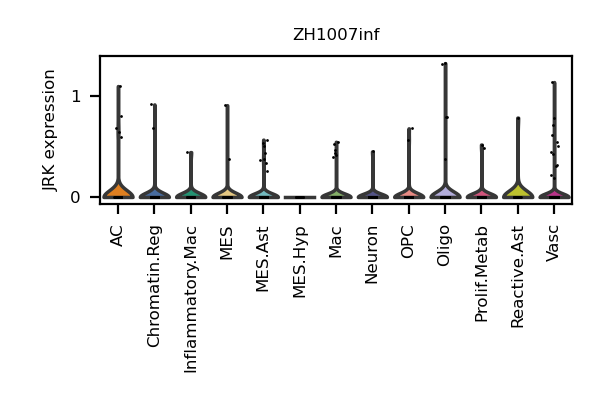 ZH1007inf
JRK expression
1
0
AC
Chromatin.Reg
Inflammatory.Mac
MES
MES.Ast
MES.Hyp
Mac
Neuron
OPC
Oligo
Prolif.Metab
Reactive.Ast
Vasc